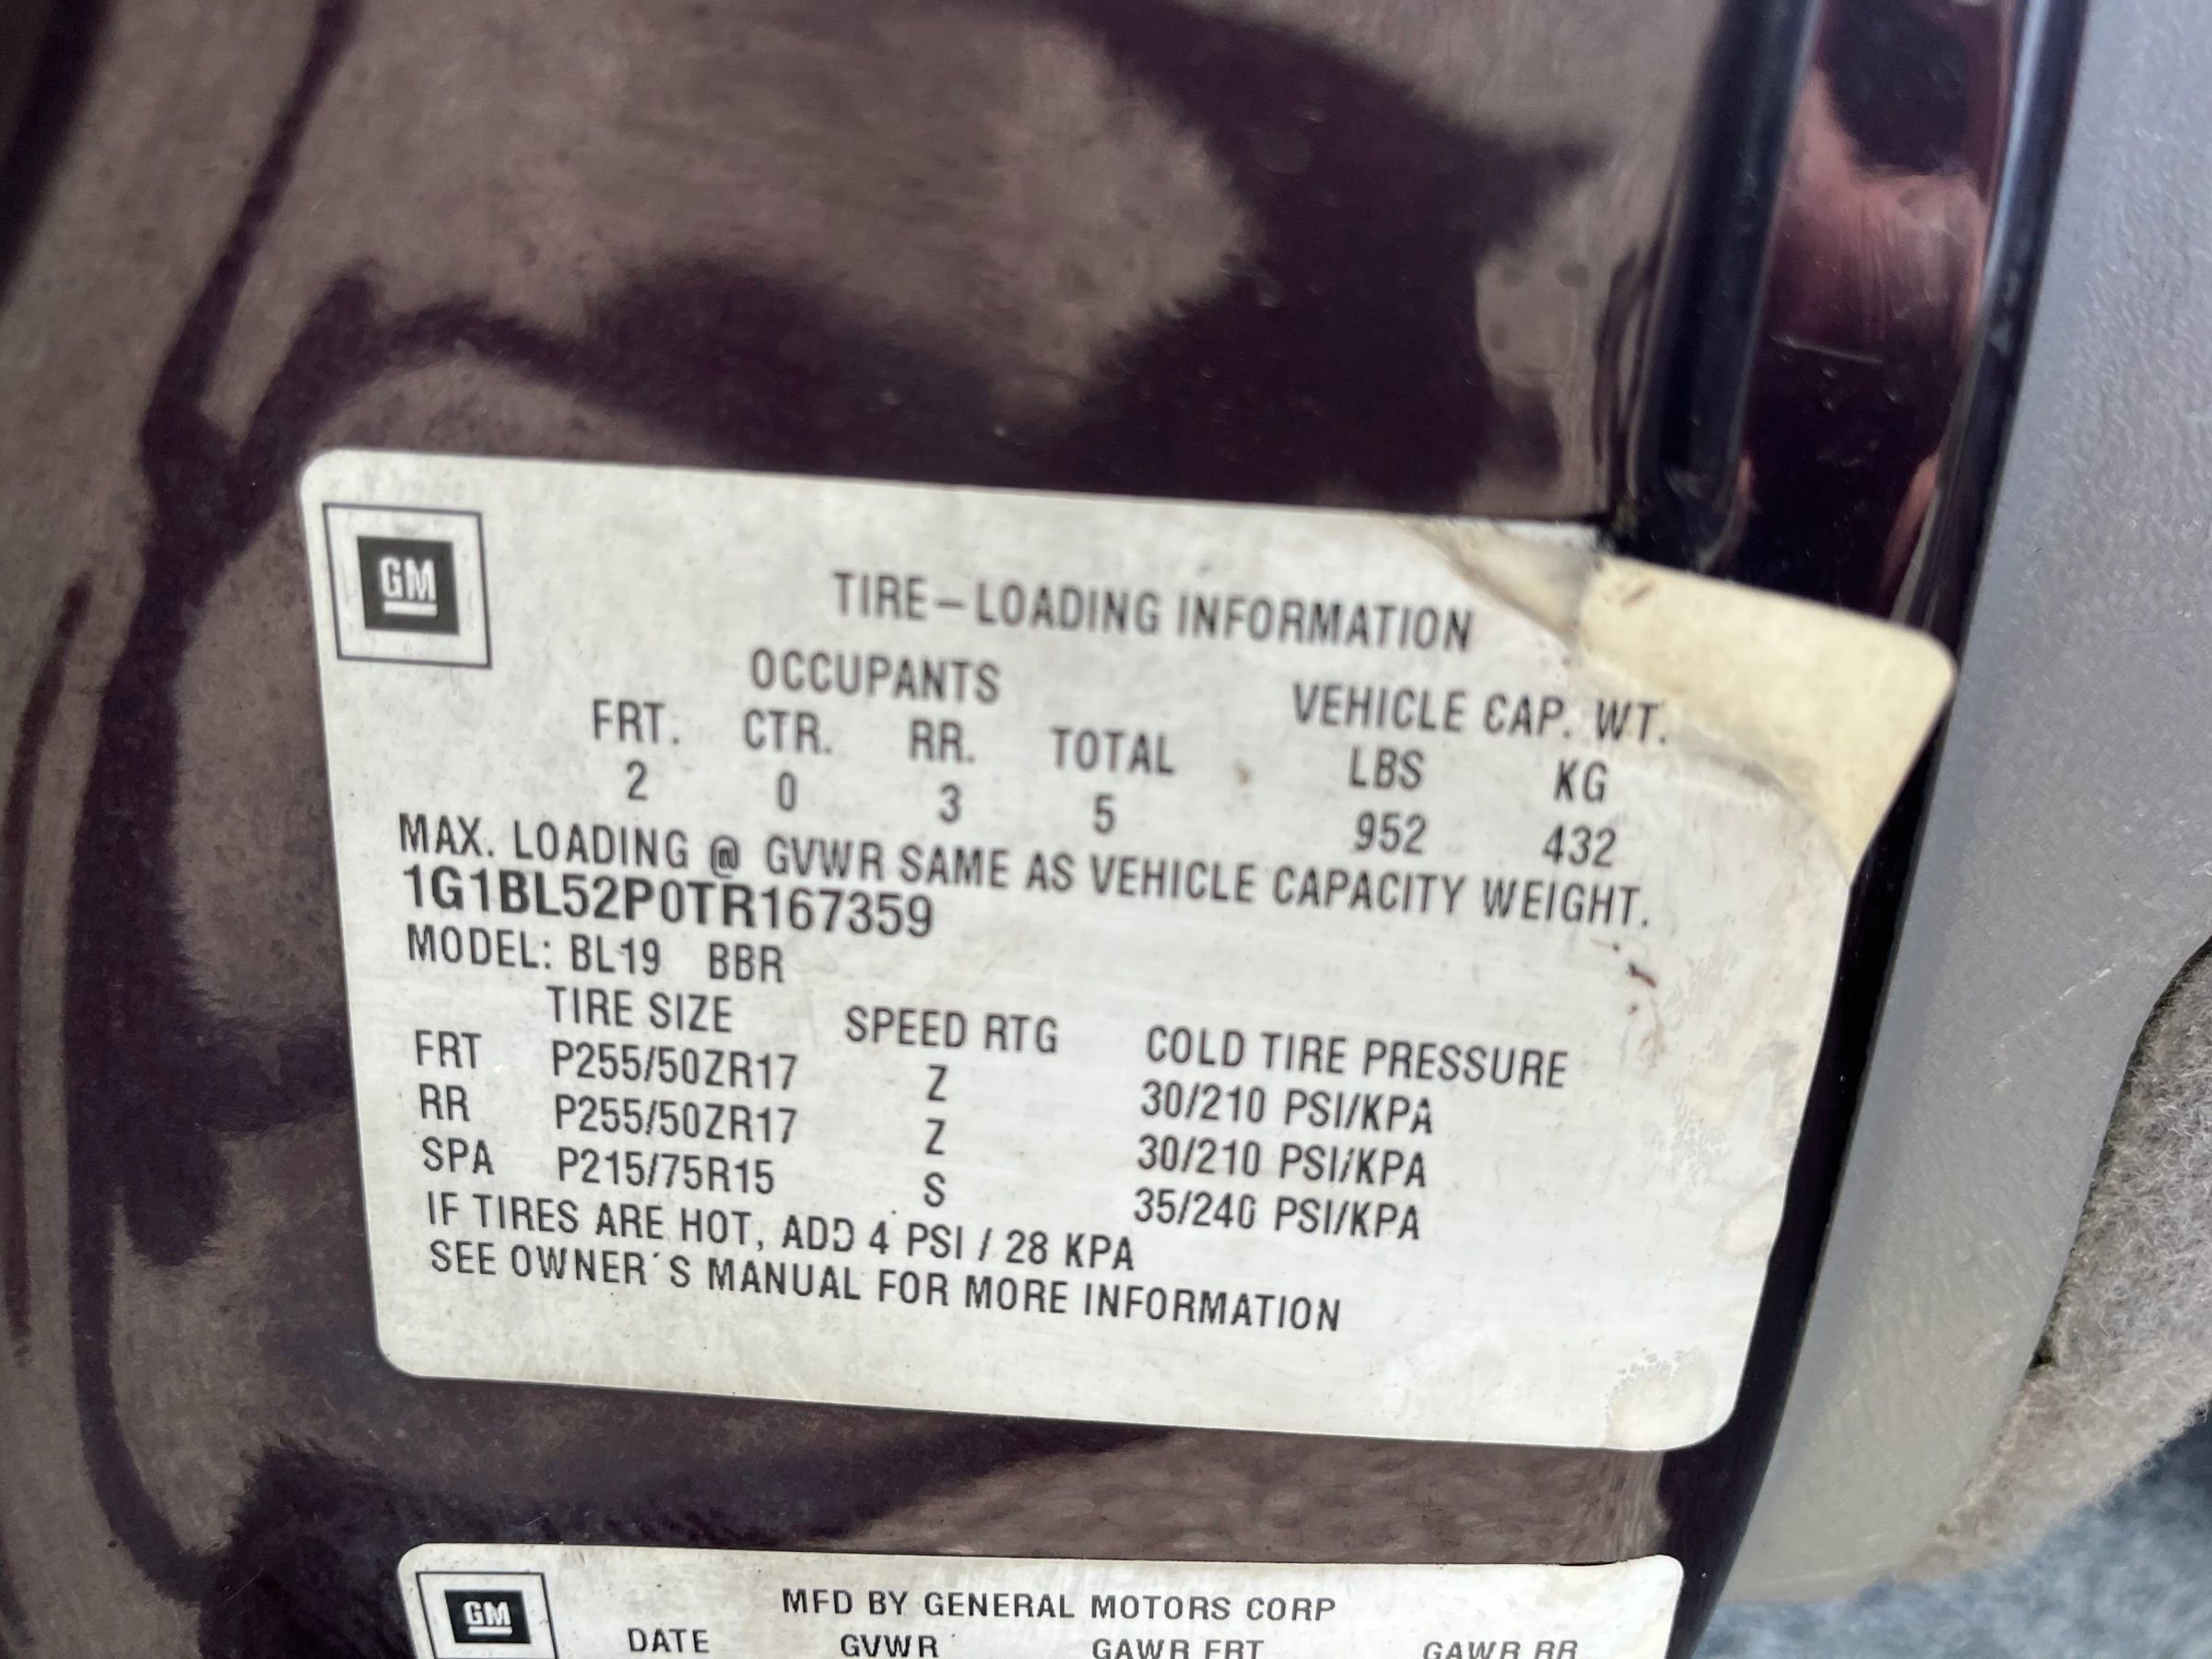 GM
TIRE-LOADING INFORMATION
OCCUPANTS VEHICLE CAP. WT.
FRT. CTR. RR. TOTAL LBS KG
2 0 3 5 952 432
MAX. LOADING @ GVWR SAME AS VEHICLE CAPACITY WEIGHT.
1G1BL52P0TR167359
MODEL: BL19 BBR
TIRE SIZE SPEED RTG COLD TIRE PRESSURE
FRT P255/50ZR17 Z 30/210 PSI/KPA
RR P255/50ZR17 Z 30/210 PSI/KPA
SPA P215/75R15 S 35/240 PSI/KPA
IF TIRES ARE HOT, ADD 4 PSI / 28 KPA
SEE OWNER´S MANUAL FOR MORE INFORMATION
GM
MFD BY GENERAL MOTORS CORP
DATE GVWR GAWR FRT GAWR RR